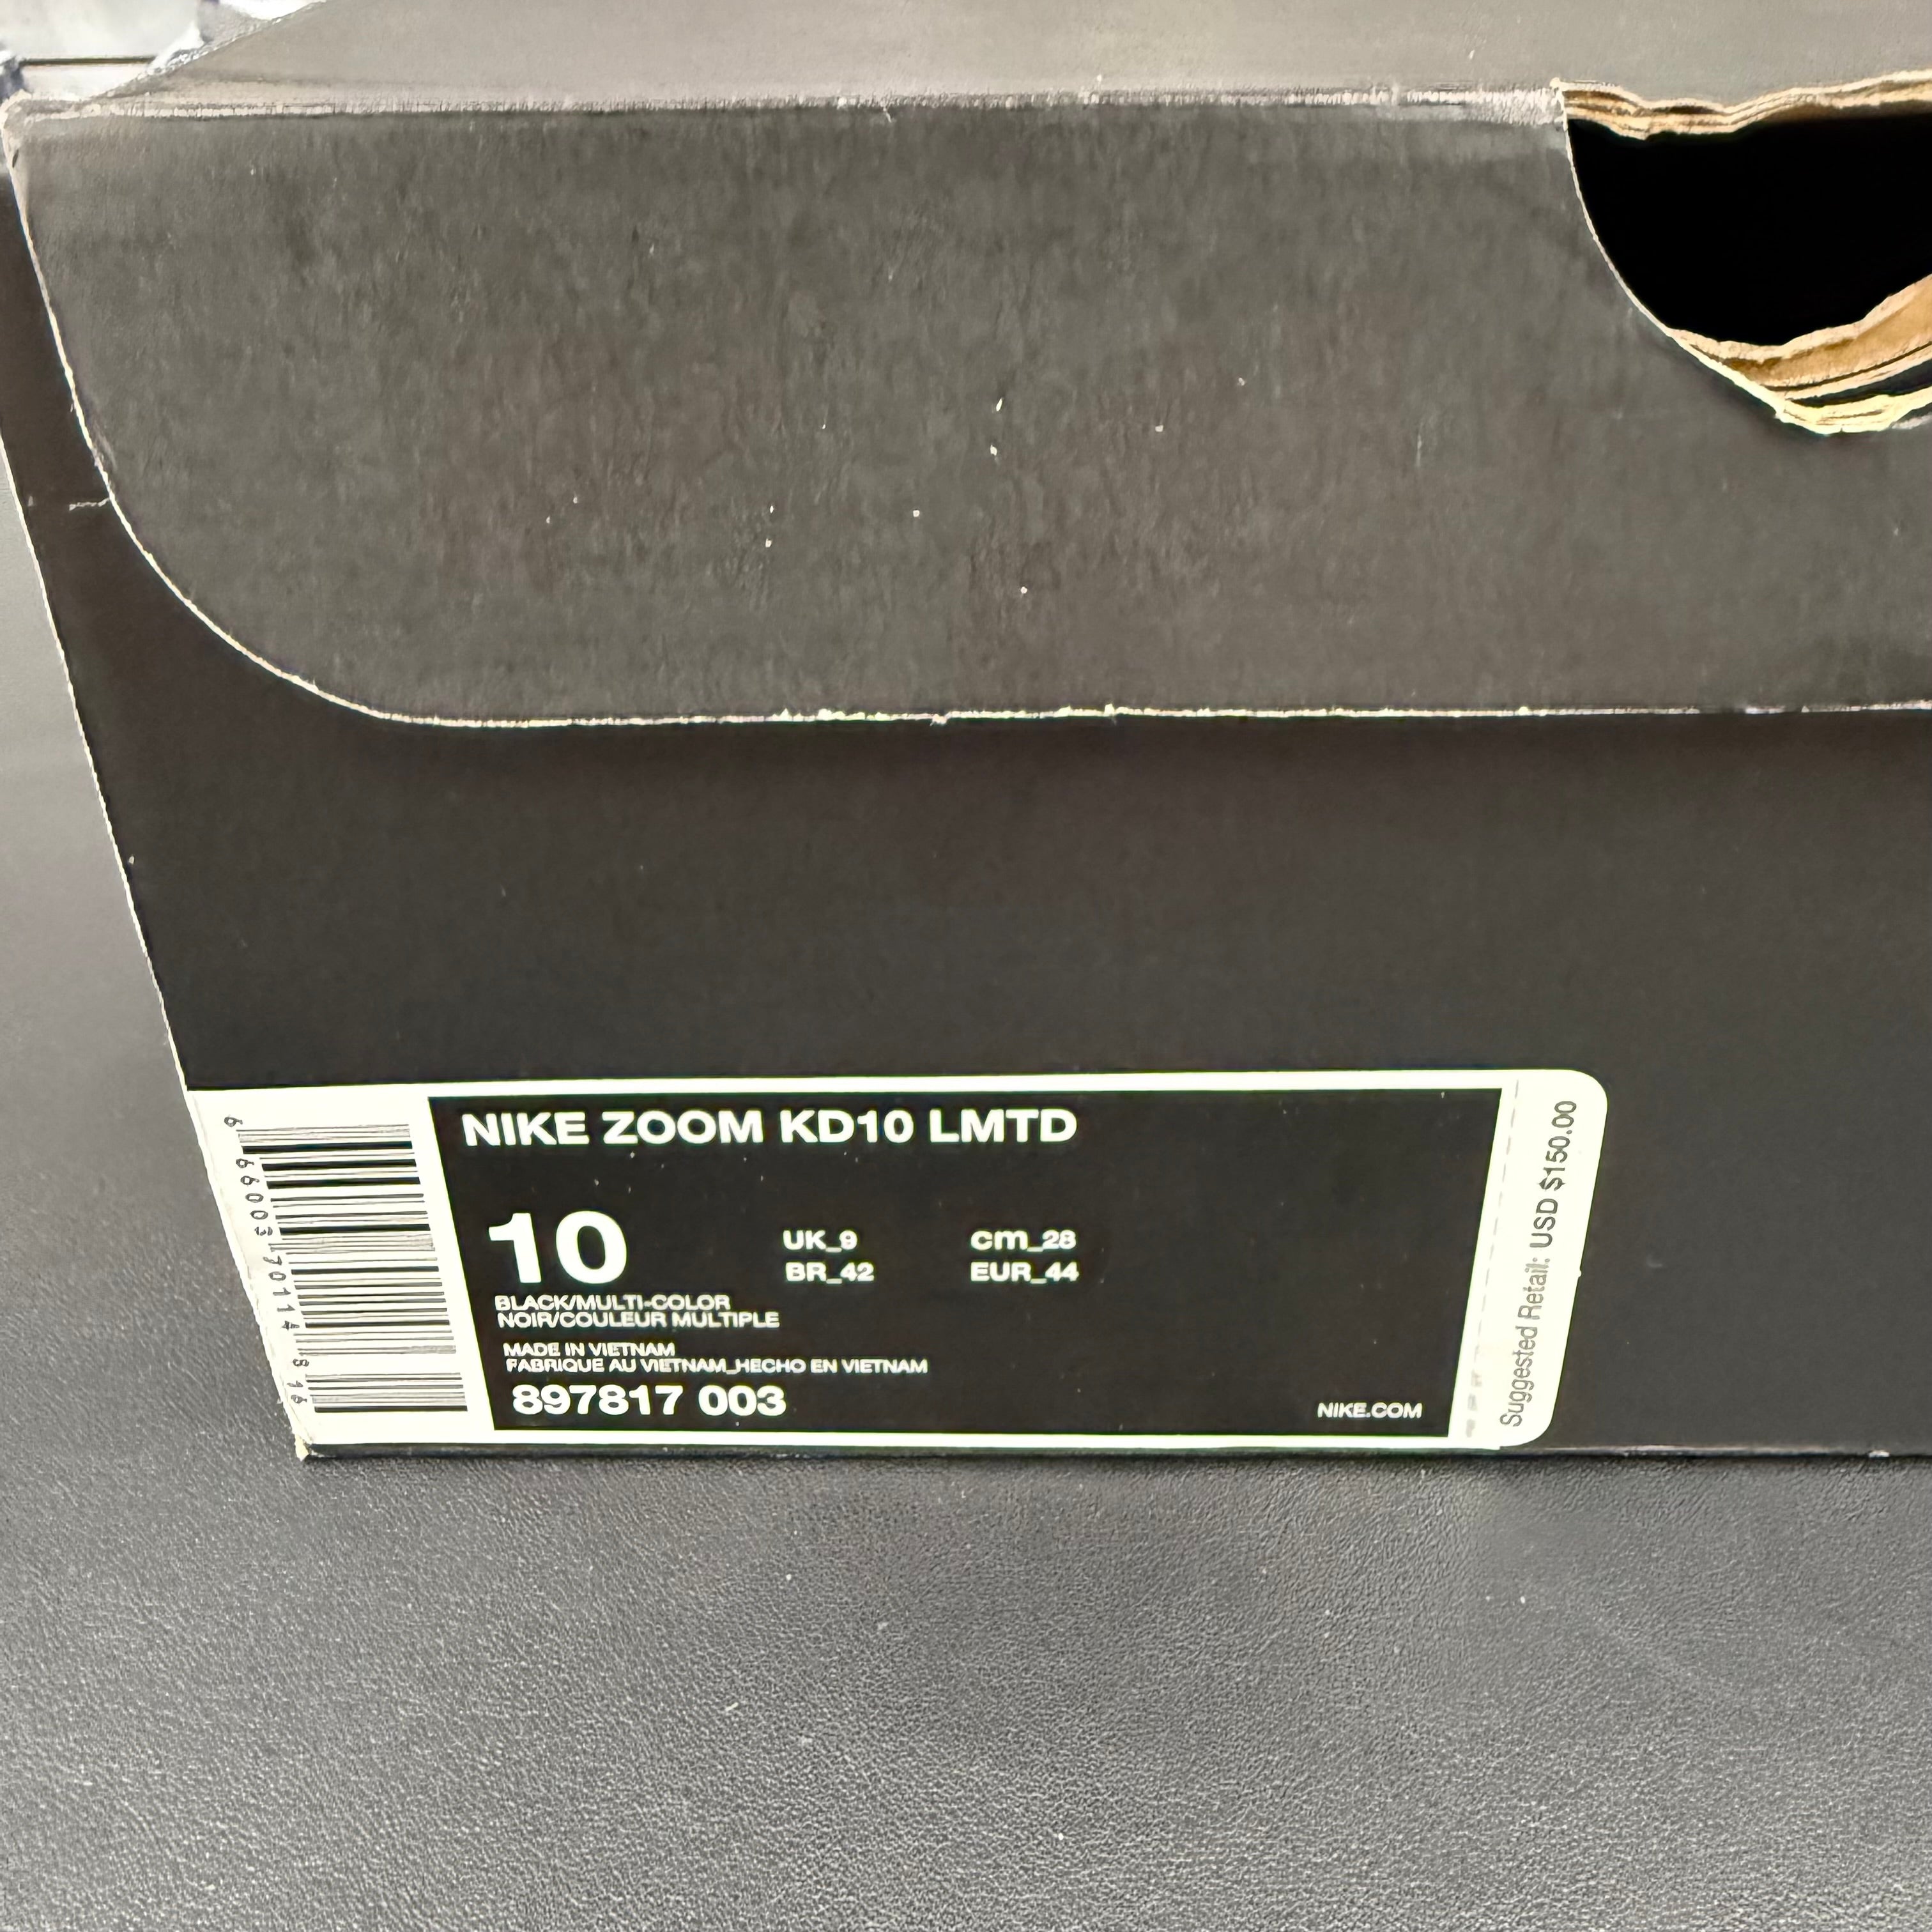 NIKE ZOOM KD10 LMTD
10
UK_9 cm_28
BR_42 EUR_44
BLACK/MULTI-COLOR
NOIR/COULEUR MULTIPLE
MADE IN VIETNAM
FABRIQUE AU VIETNAM_HECHO EN VIETNAM
897817 003
NIKE.COM
Suggested Retail: USD $150.00